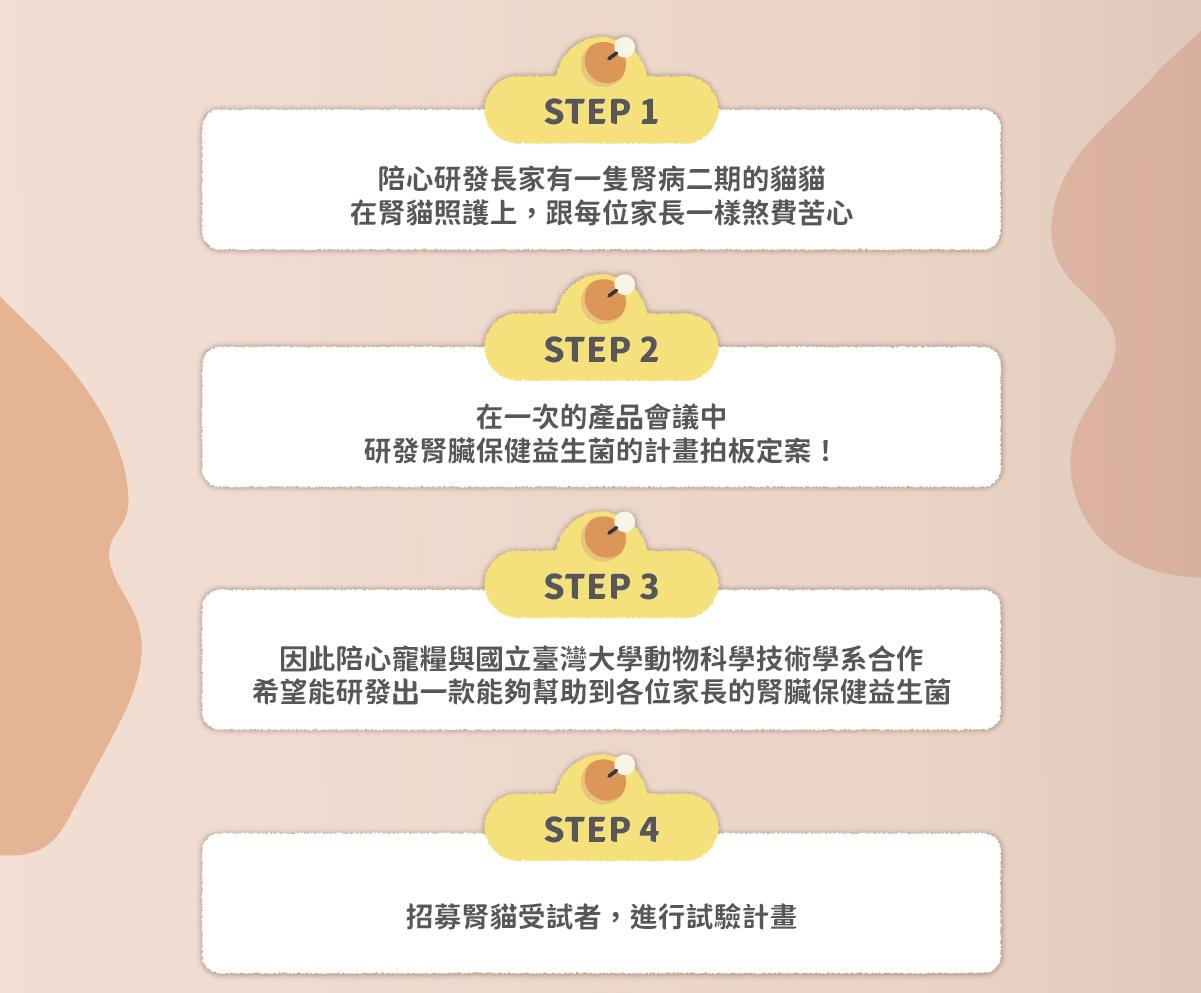 STEP 1
陪心研發長家有一隻腎病二期的貓貓
在腎貓照護上，跟每位家長一樣煞費苦心
STEP 2
在一次的產品會議中
研發腎臟保健益生菌的計畫拍板定案！
STEP 3
因此陪心寵糧與國立臺灣大學動物科學技術學系合作
希望能研發出一款能夠幫助到各位家長的腎臟保健益生菌
STEP 4
招募腎貓受試者，進行試驗計畫